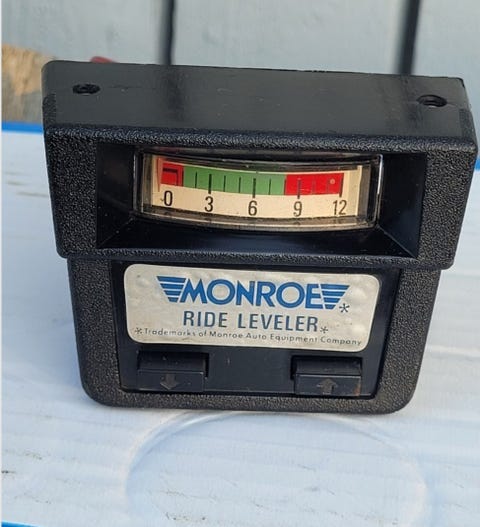 0 3 6 9 12
MONROE*
RIDE LEVELER*
*Trademarks of Monroe Auto Equipment Company
↓ ↑